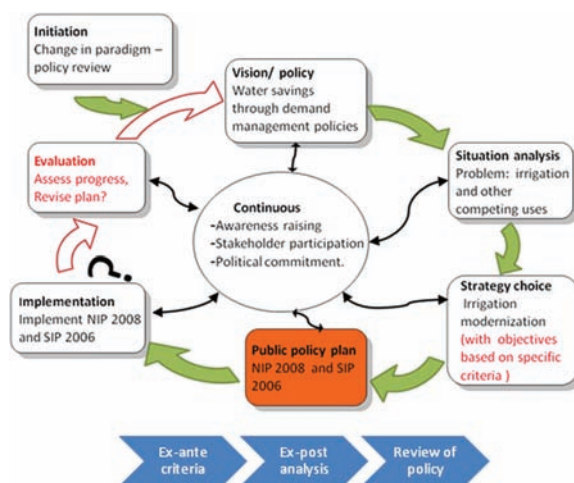 Initiation
Change in paradigm –
policy review
Vision/ policy
Water savings
through demand
management policies
Situation analysis
Problem: irrigation
and other
competing uses
Strategy choice
Irrigation
modernization
(with objectives
based on specific
criteria )
Public policy plan
NIP 2008 and SIP
2006
Implementation
Implement NIP 2008
and SIP 2006
?
Evaluation
Assess progress,
Revise plan?
Continuous
-Awareness raising
-Stakeholder participation
-Political commitment.
Ex-ante
criteria
Ex-post
analysis
Review of
policy